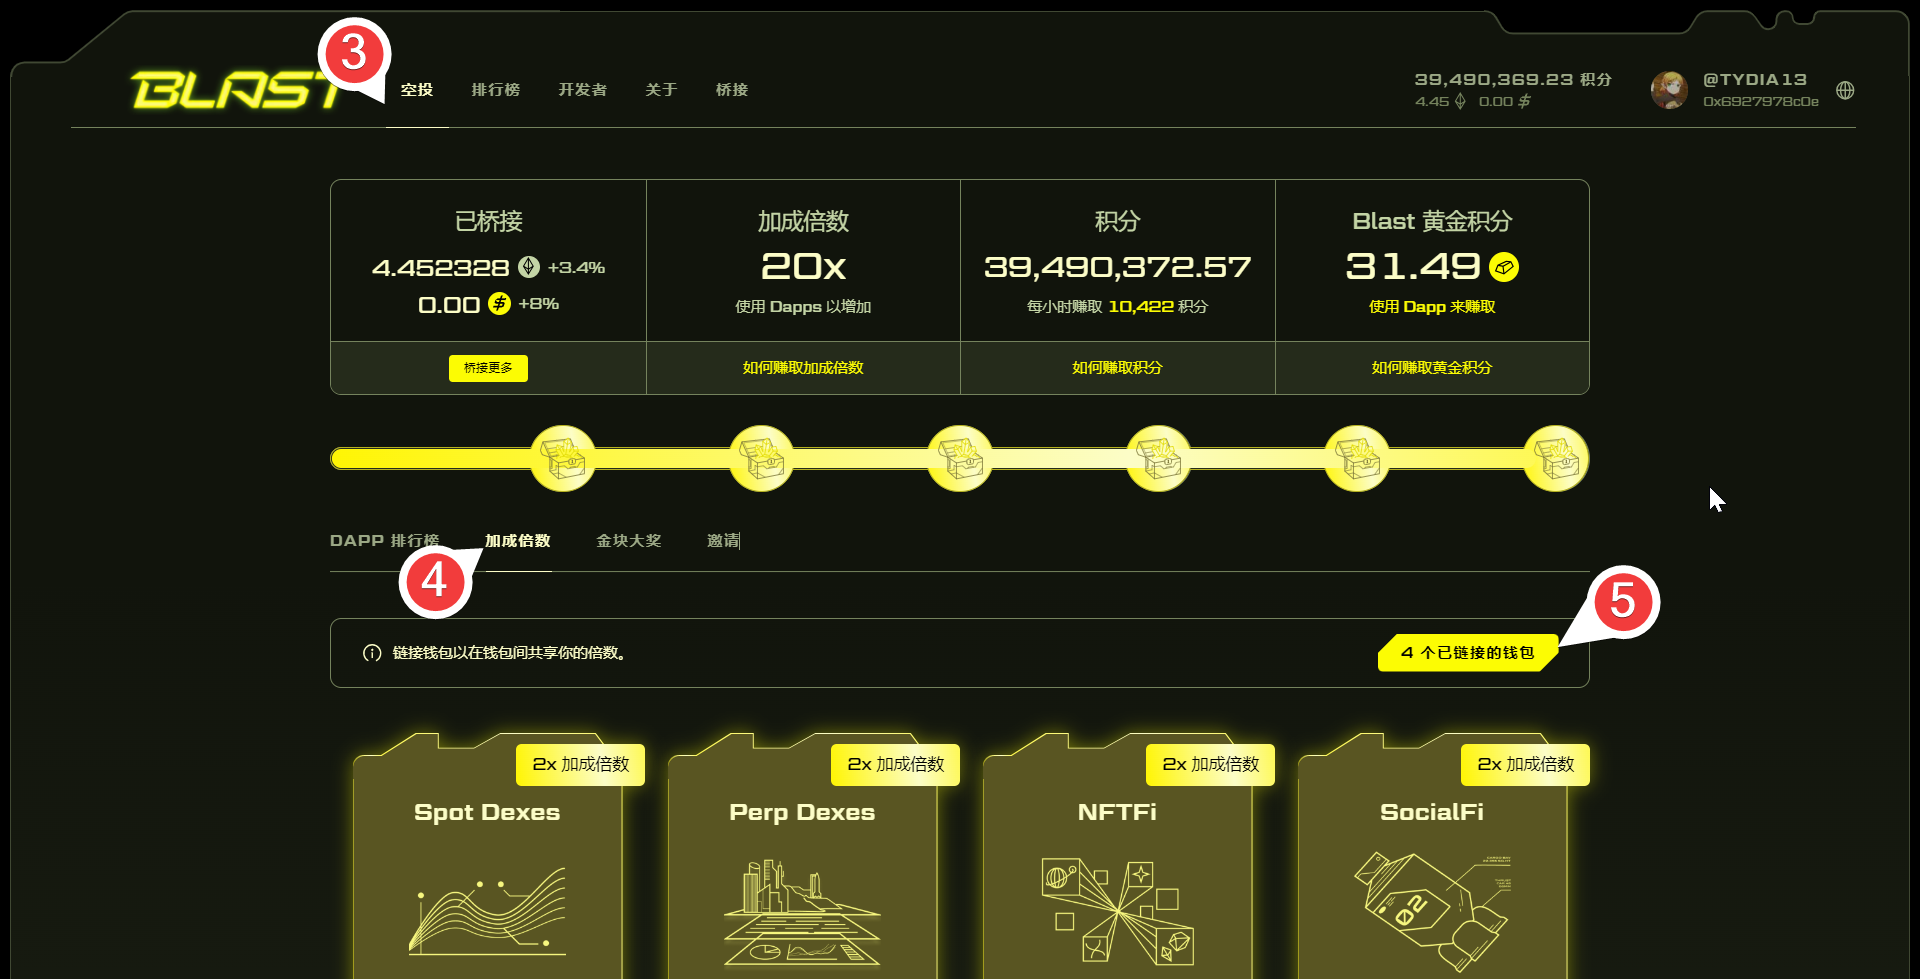 BLAST
3
空投
排行榜
开发者
关于
桥接
39,490,369.23 积分
4.45 0.00
@TYDIA13
0x6927978c0e
已桥接
4.452328 +3.4%
0.00 +8%
桥接更多
加成倍数
20x
使用 Dapps 以增加
如何赚取加成倍数
积分
39,490,372.57
每小时赚取 10,422 积分
如何赚取积分
Blast 黄金积分
31.49
使用 Dapp 来赚取
如何赚取黄金积分
DAPP 排行榜
加成倍数
金块大奖
邀请
4
5
链接钱包以在钱包间共享你的倍数。
4 个已链接的钱包
2x 加成倍数
Spot Dexes
2x 加成倍数
Perp Dexes
2x 加成倍数
NFTFi
2x 加成倍数
SocialFi
02